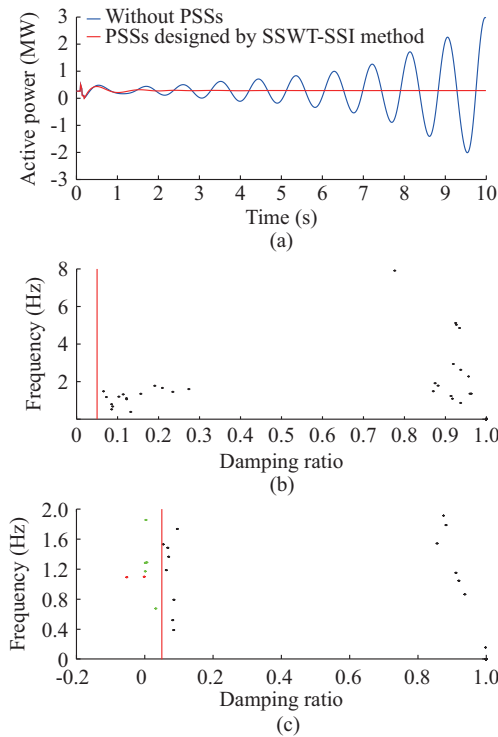 Without PSSs
PSSs designed by SSWT-SSI method
Active power (MW)
3
2
1
0
-1
-2
-3
0 1 2 3 4 5 6 7 8 9 10
Time (s)
(a)
Frequency (Hz)
8
6
4
2
0 0.1 0.2 0.3 0.4 0.5 0.6 0.7 0.8 0.9 1.0
Damping ratio
(b)
Frequency (Hz)
2.0
1.6
1.2
0.8
0.4
0
-0.2 0 0.2 0.4 0.6 0.8 1.0
Damping ratio
(c)